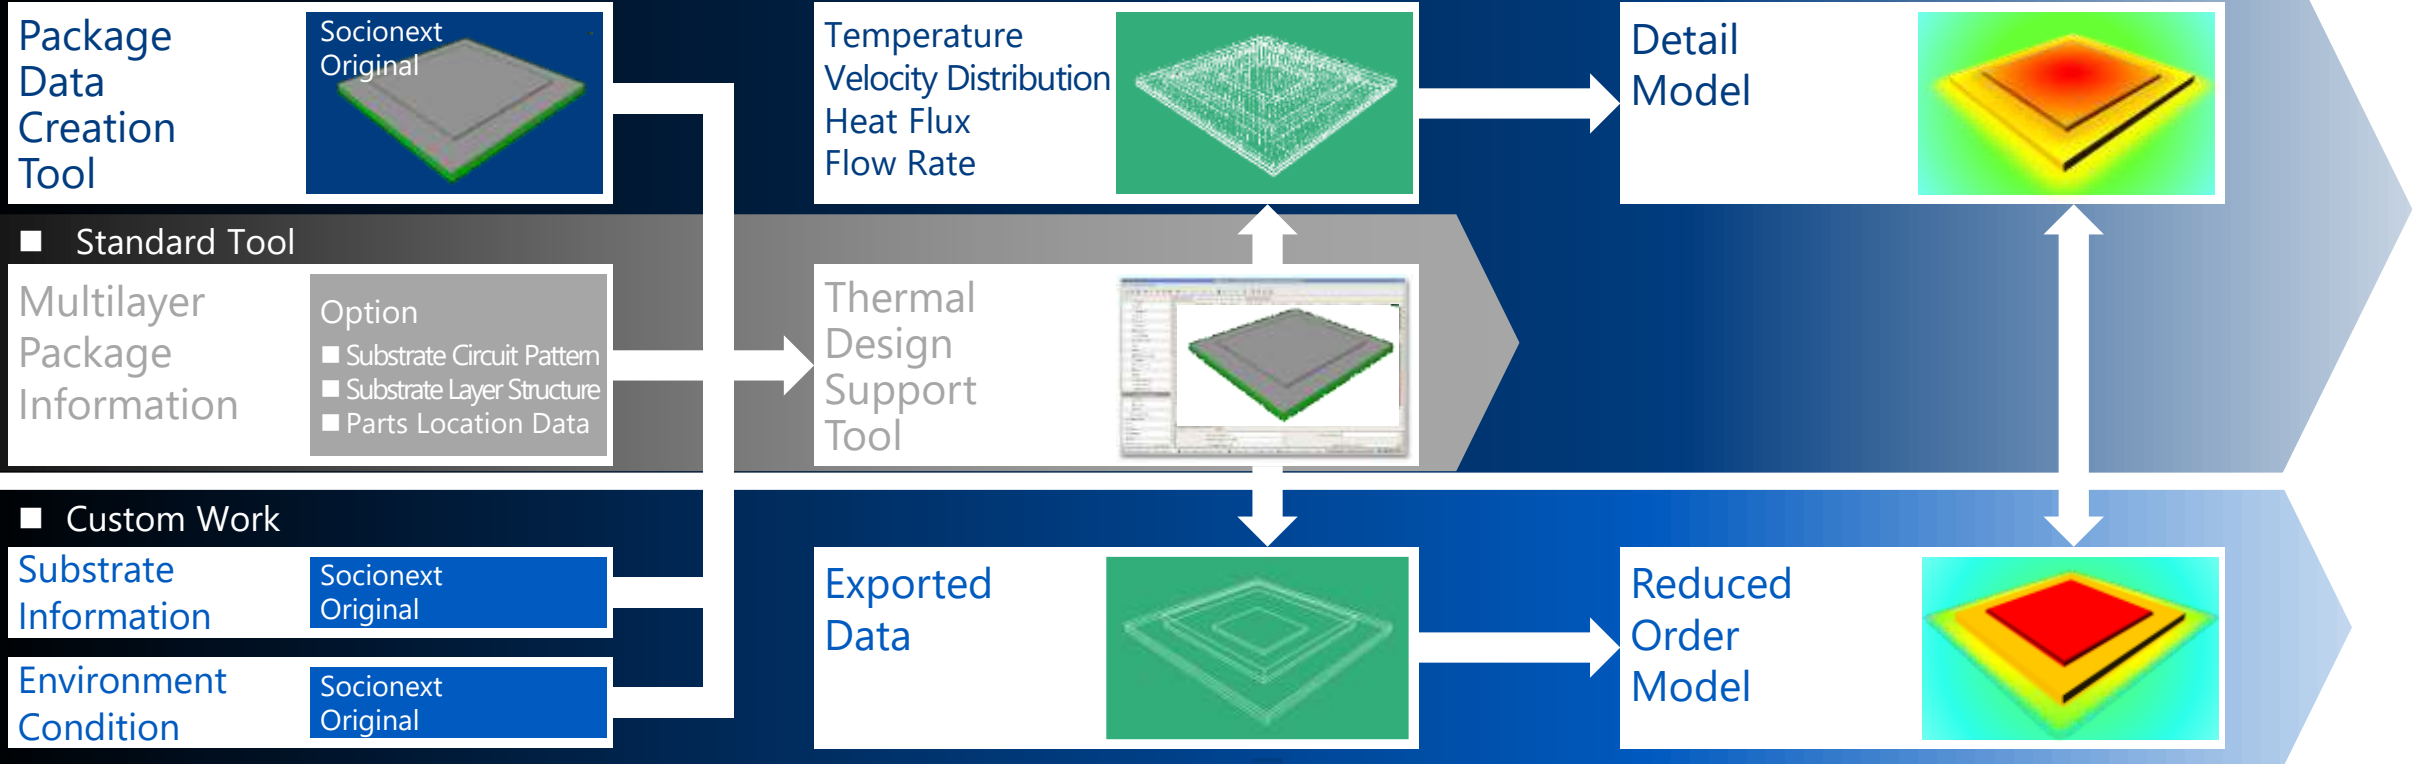 Package
Data
Creation
Tool
Socionext
Original
Temperature
Velocity Distribution
Heat Flux
Flow Rate
Detail
Model
■ Standard Tool
Multilayer
Package
Information
Option
■ Substrate Circuit Pattern
■ Substrate Layer Structure
■ Parts Location Data
Thermal
Design
Support
Tool
■ Custom Work
Substrate
Information
Socionext
Original
Environment
Condition
Socionext
Original
Exported
Data
Reduced
Order
Model